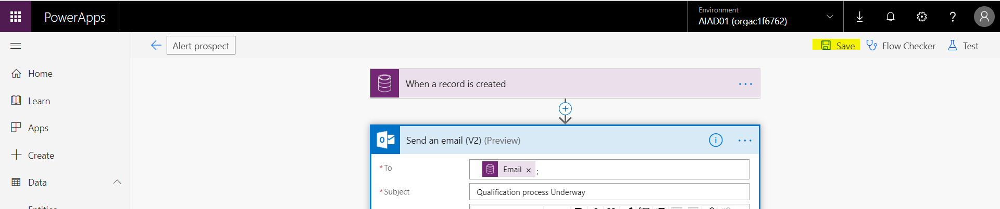 PowerApps
Environment
AIAD01 (orgac1f6762)
?
Alert prospect
Save
Flow Checker
Test
Home
Learn
Apps
Create
Data
Entities
When a record is created
Send an email (V2) (Preview)
*To
Email × ;
*Subject
Qualification process Underway